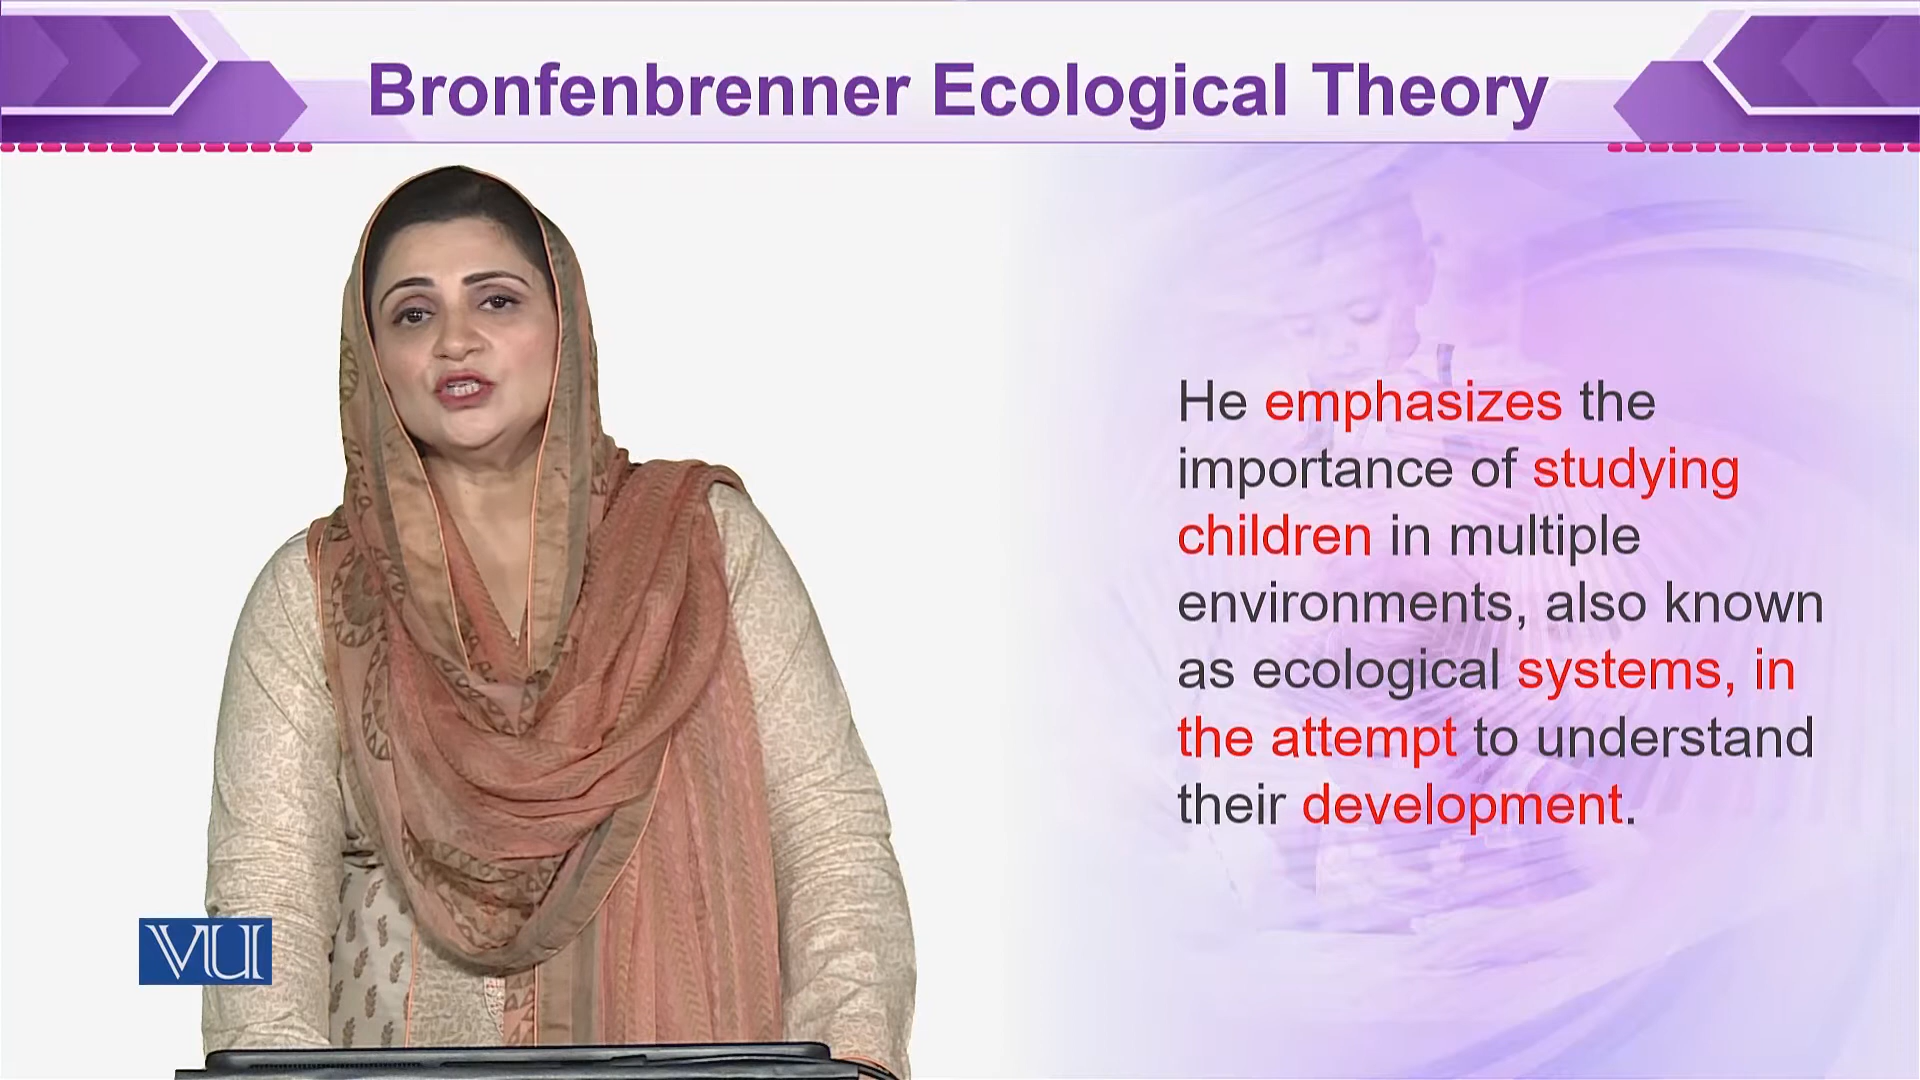 Bronfenbrenner Ecological Theory
He emphasizes the
importance of studying
children in multiple
environments, also known
as ecological systems, in
the attempt to understand
their development.
VU